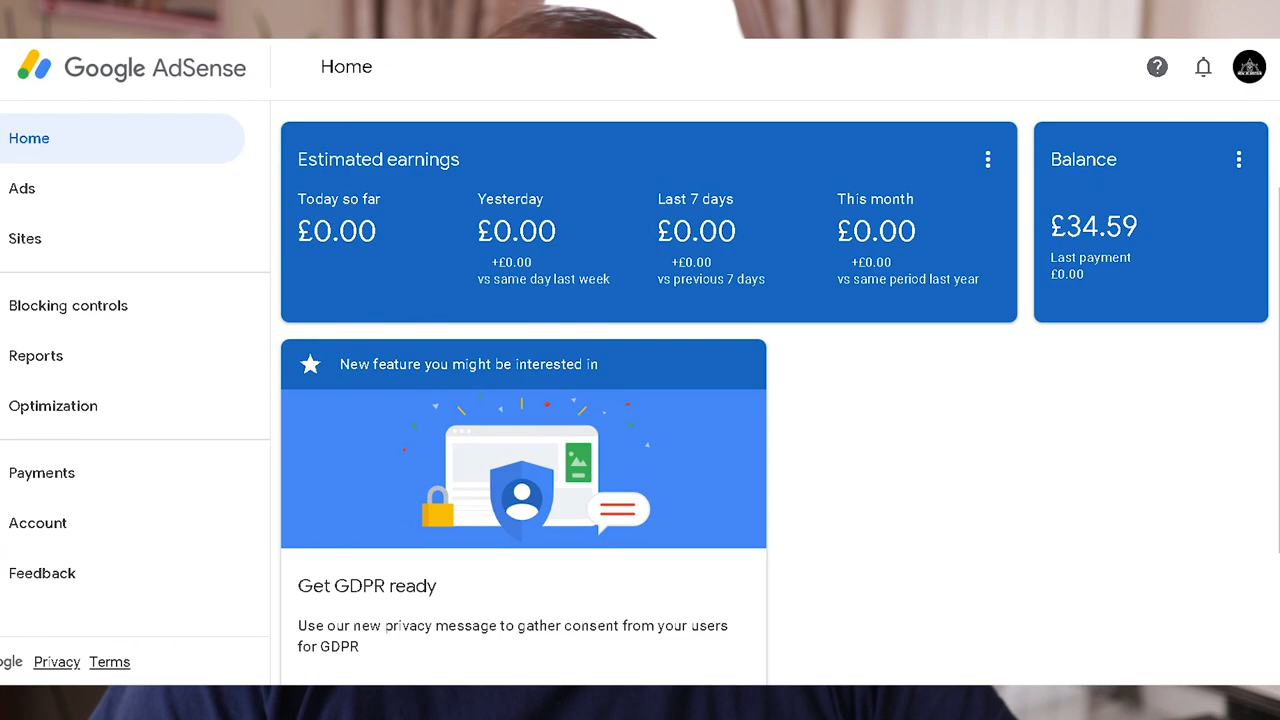 Google AdSense
Home
Home
Ads
Sites
Blocking controls
Reports
Optimization
Payments
Account
Feedback
ogle Privacy Terms
Estimated earnings
Today so far
£0.00
Yesterday
£0.00
+£0.00
vs same day last week
Last 7 days
£0.00
+£0.00
vs previous 7 days
This month
£0.00
+£0.00
vs same period last year
Balance
£34.59
Last payment
£0.00
New feature you might be interested in
Get GDPR ready
Use our new privacy message to gather consent from your users
for GDPR